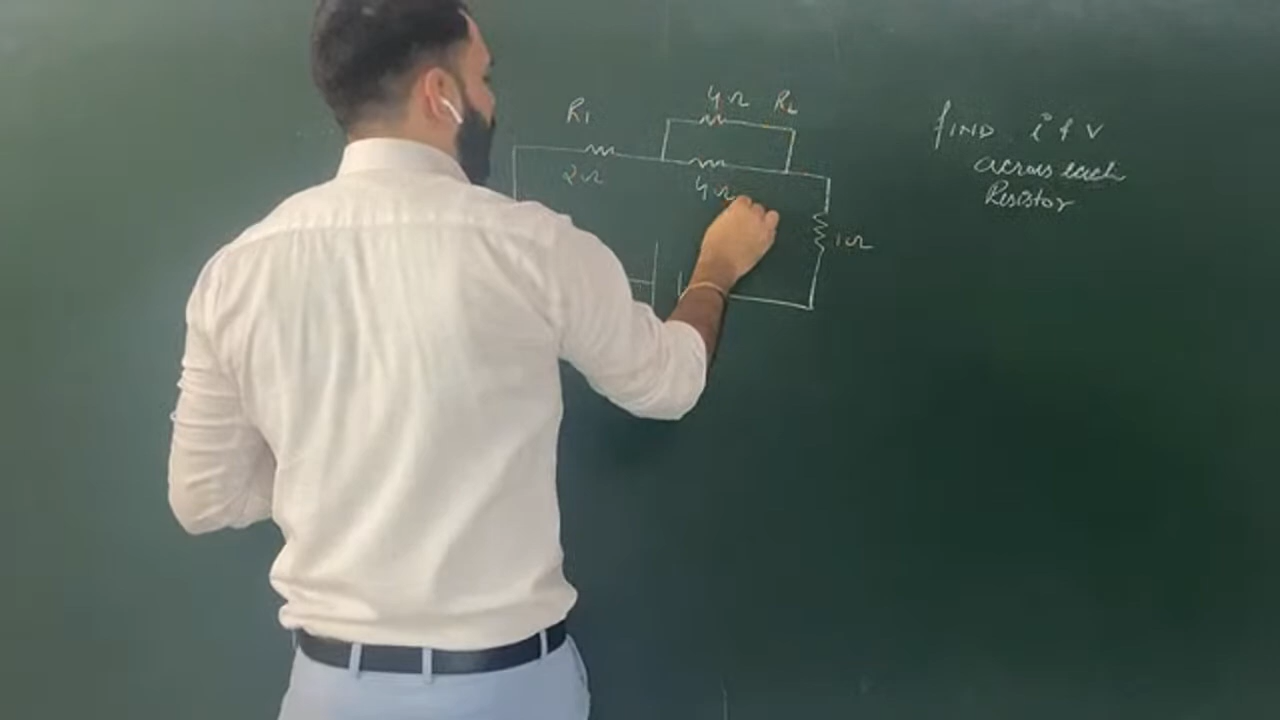 4Ω R2
R1
2Ω
4Ω
1Ω
FIND i & V
across each
Resistor